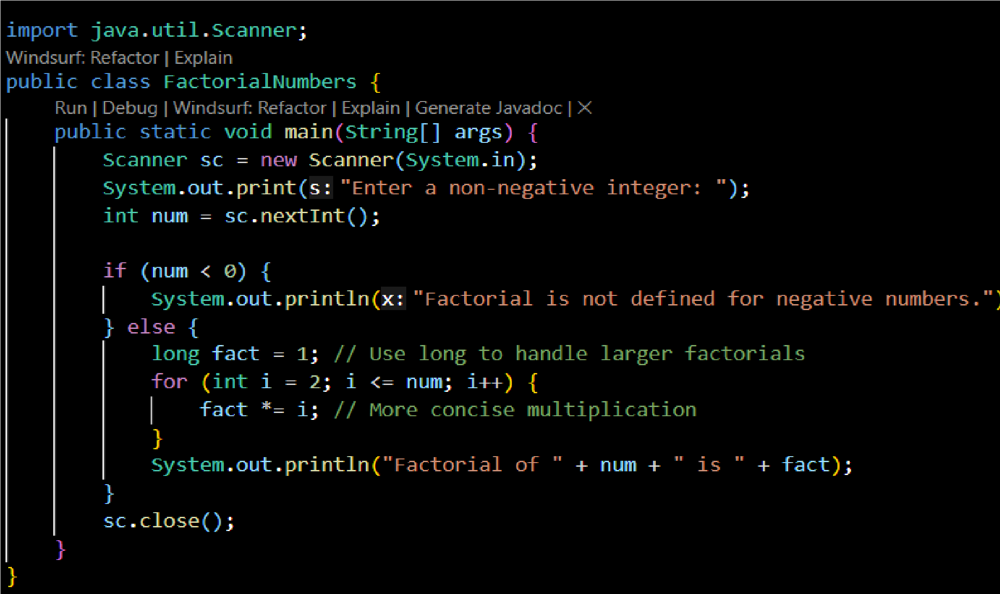 import java.util.Scanner;
Windsurf: Refactor | Explain
public class FactorialNumbers {
Run | Debug | Windsurf: Refactor | Explain | Generate Javadoc | ×
public static void main(String[] args) {
Scanner sc = new Scanner(System.in);
System.out.print(s: "Enter a non-negative integer: ");
int num = sc.nextInt();
if (num < 0) {
System.out.println(x: "Factorial is not defined for negative numbers.")
} else {
long fact = 1; // Use long to handle larger factorials
for (int i = 2; i <= num; i++) {
fact *= i; // More concise multiplication
}
System.out.println("Factorial of " + num + " is " + fact);
}
sc.close();
}
}